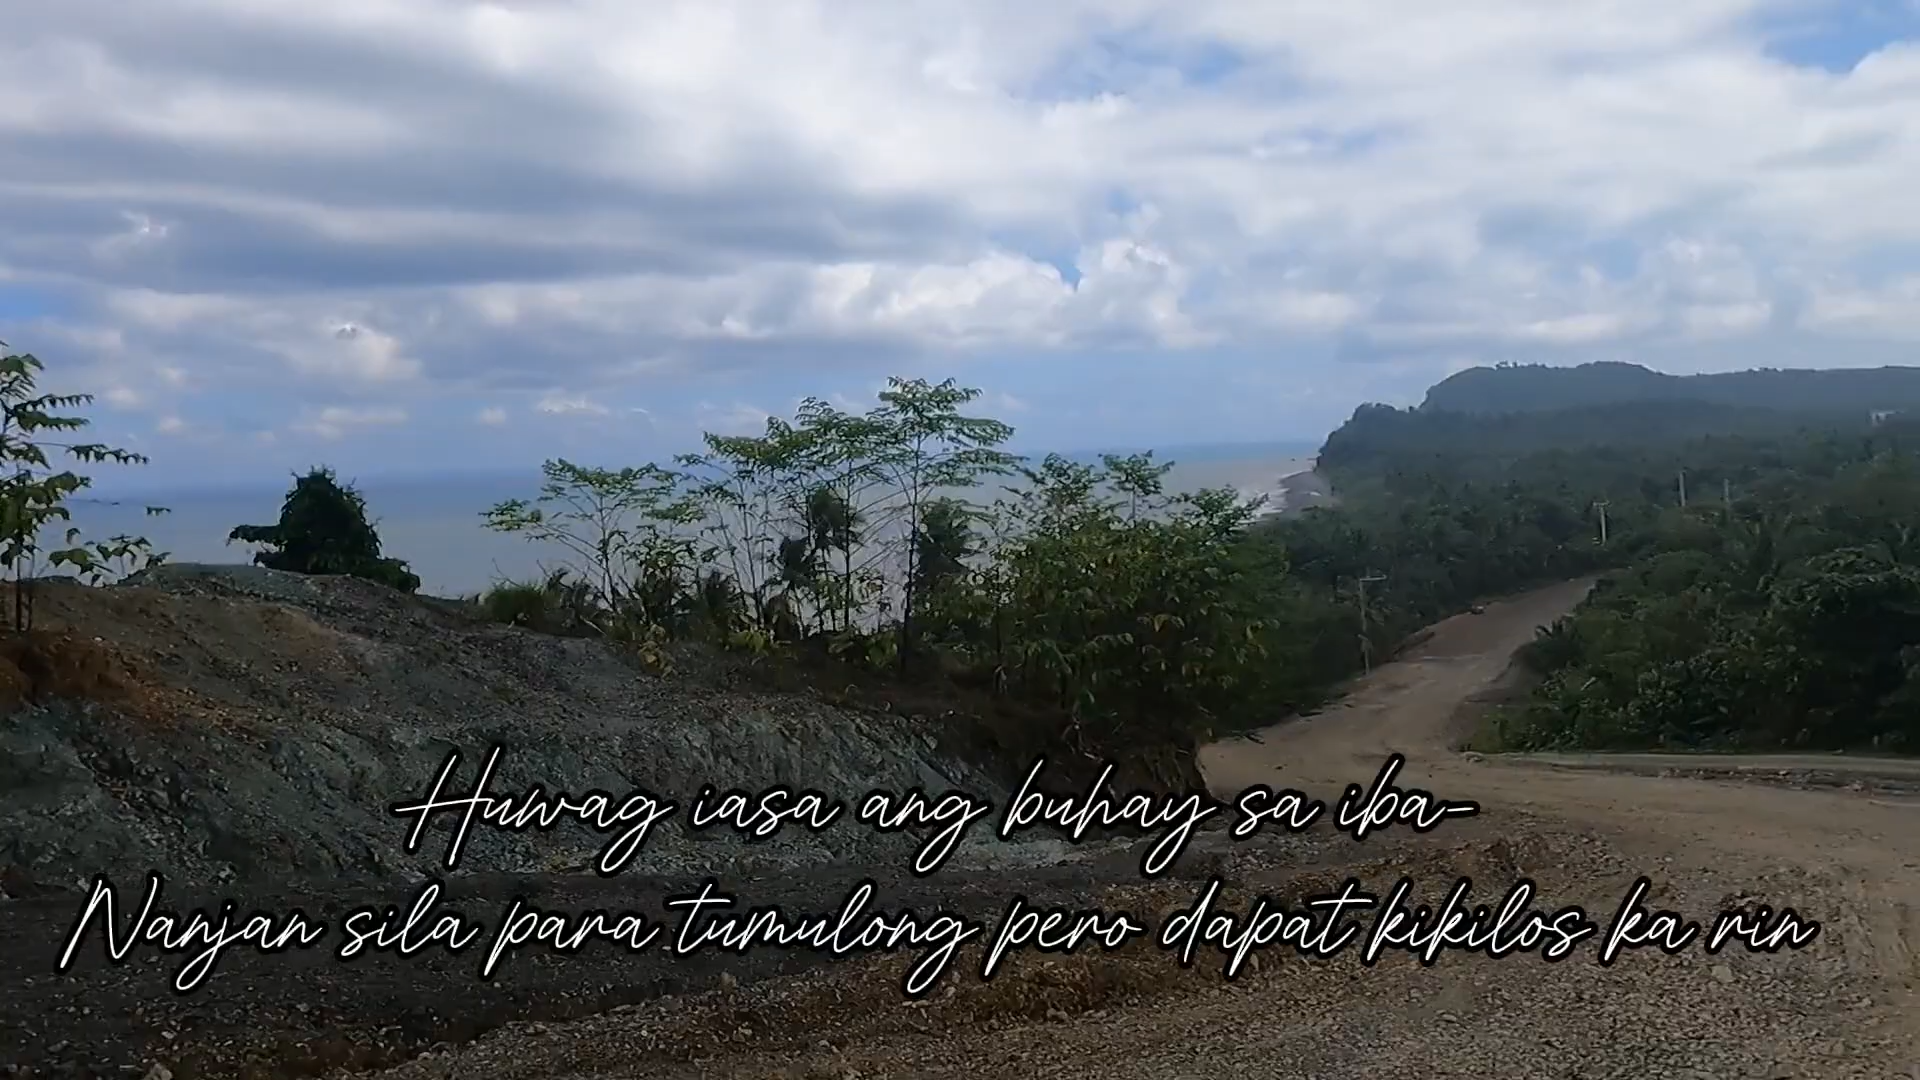 Huwag iasa ang buhay sa iba-
Nanjan sila para tumulong pero dapat kikilos ka rin